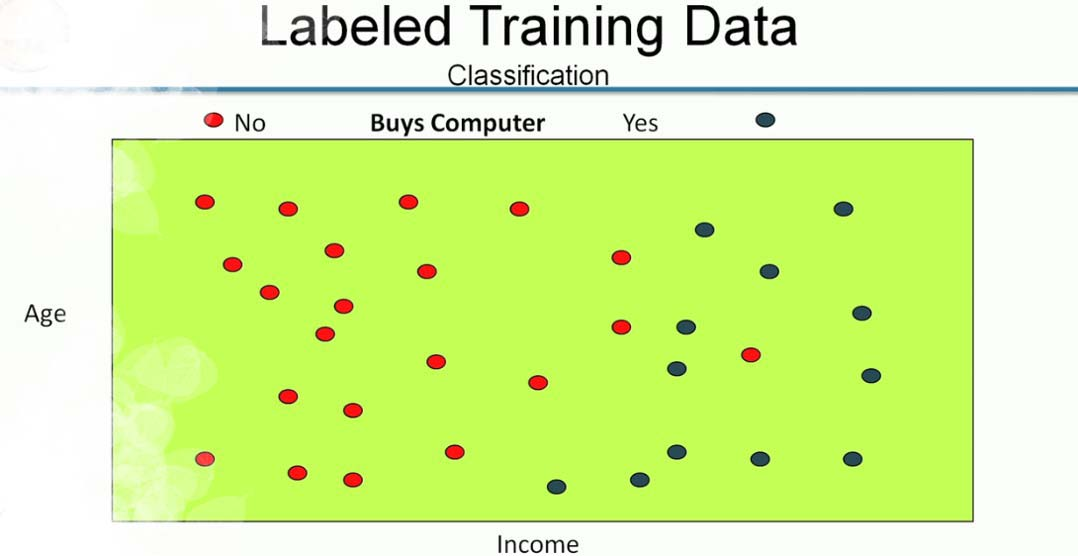 Labeled Training Data
Classification
No Buys Computer Yes
Age
Income